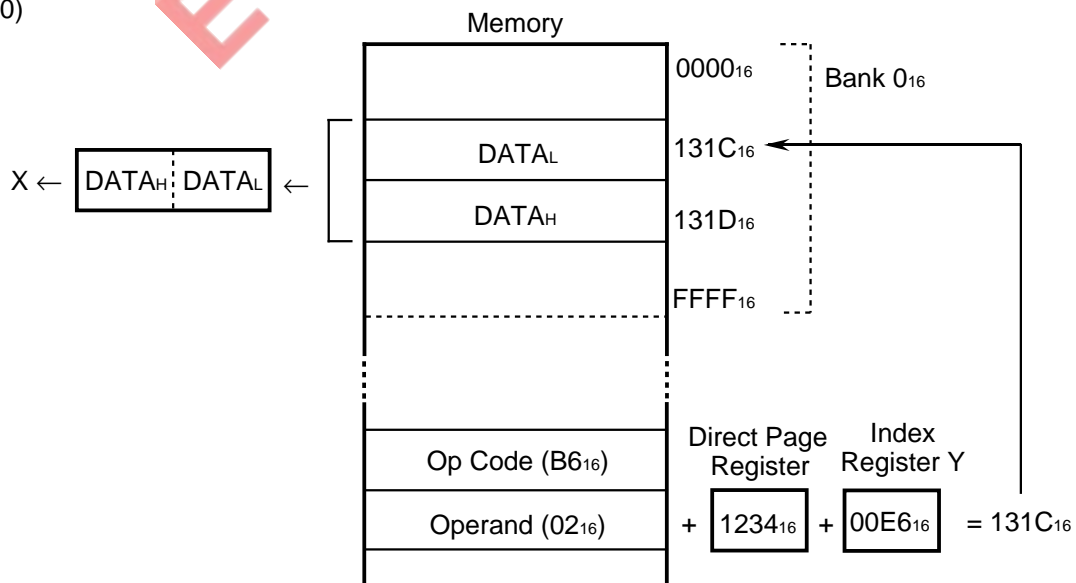 0)
Memory
0000₁₆
Bank 0₁₆
DATAL
131C₁₆
X ← DATAH DATAL ←
DATAH
131D₁₆
FFFF₁₆
Op Code (B6₁₆)
Direct Page
Register
Index
Register Y
Operand (02₁₆) + 1234₁₆ + 00E6₁₆ = 131C₁₆
E